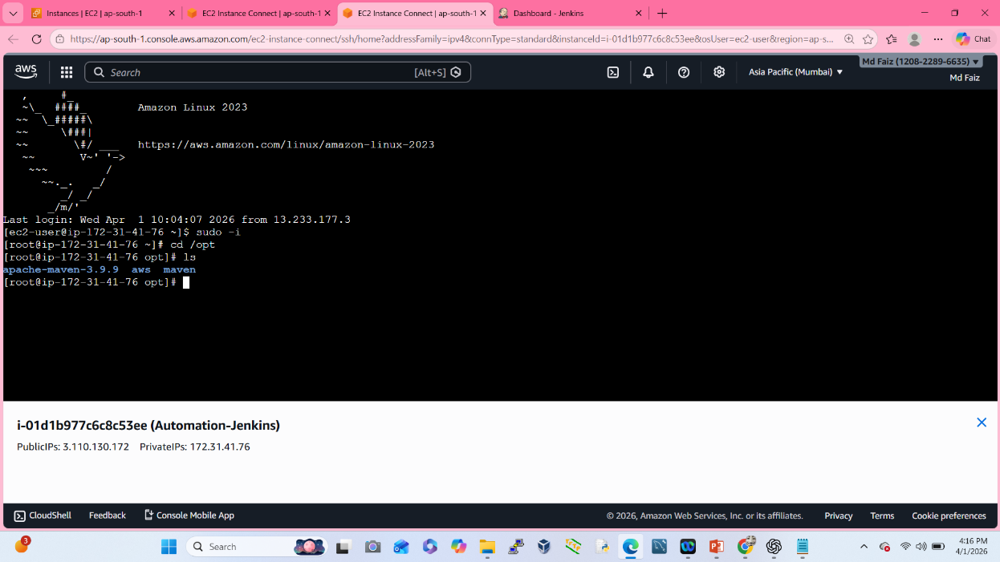 Instances | EC2 | ap-south-1
EC2 Instance Connect | ap-south-1
EC2 Instance Connect | ap-south-1
Dashboard - Jenkins
https://ap-south-1.console.aws.amazon.com/ec2-instance-connect/ssh/home?addressFamily=ipv4&connType=standard&instanceId=i-01d1b977c6c8c53ee&osUser=ec2-user&region=ap-s...
Chat
aws
Search
[Alt+S]
Asia Pacific (Mumbai)
Md Faiz (1208-2289-6635)
Md Faiz
   ,     #_
   ~\_  ####_        Amazon Linux 2023
  ~~  \_#####\
  ~~     \###|
  ~~       \#/ ___   https://aws.amazon.com/linux/amazon-linux-2023
   ~~       V~' '->
    ~~~         /
      ~~._.   _/
         _/ _/
       _/m/'
Last login: Wed Apr  1 10:04:07 2026 from 13.233.177.3
[ec2-user@ip-172-31-41-76 ~]$ sudo -i
[root@ip-172-31-41-76 ~]# cd /opt
[root@ip-172-31-41-76 opt]# ls
apache-maven-3.9.9  aws  maven
[root@ip-172-31-41-76 opt]#
i-01d1b977c6c8c53ee (Automation-Jenkins)
PublicIPs: 3.110.130.172 PrivateIPs: 172.31.41.76
CloudShell Feedback Console Mobile App © 2026, Amazon Web Services, Inc. or its affiliates. Privacy Terms Cookie preferences
3
Search
4:16 PM
4/1/2026